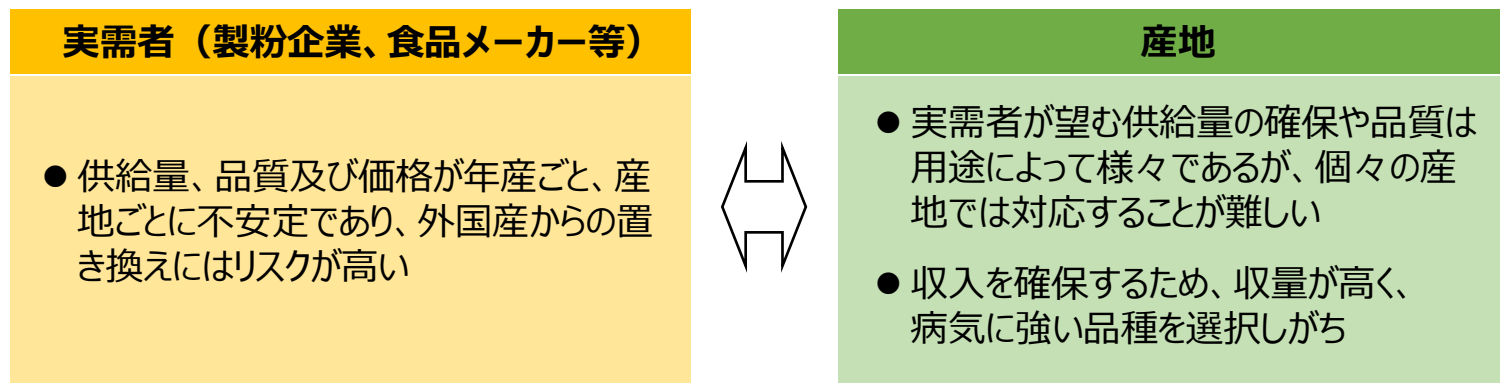 実需者（製粉企業、食品メーカー等）
● 供給量、品質及び価格が年産ごと、産
地ごとに不安定であり、外国産からの置
き換えにはリスクが高い
産地
● 実需者が望む供給量の確保や品質は
用途によって様々であるが、個々の産
地では対応することが難しい
● 収入を確保するため、収量が高く、
病気に強い品種を選択しがち